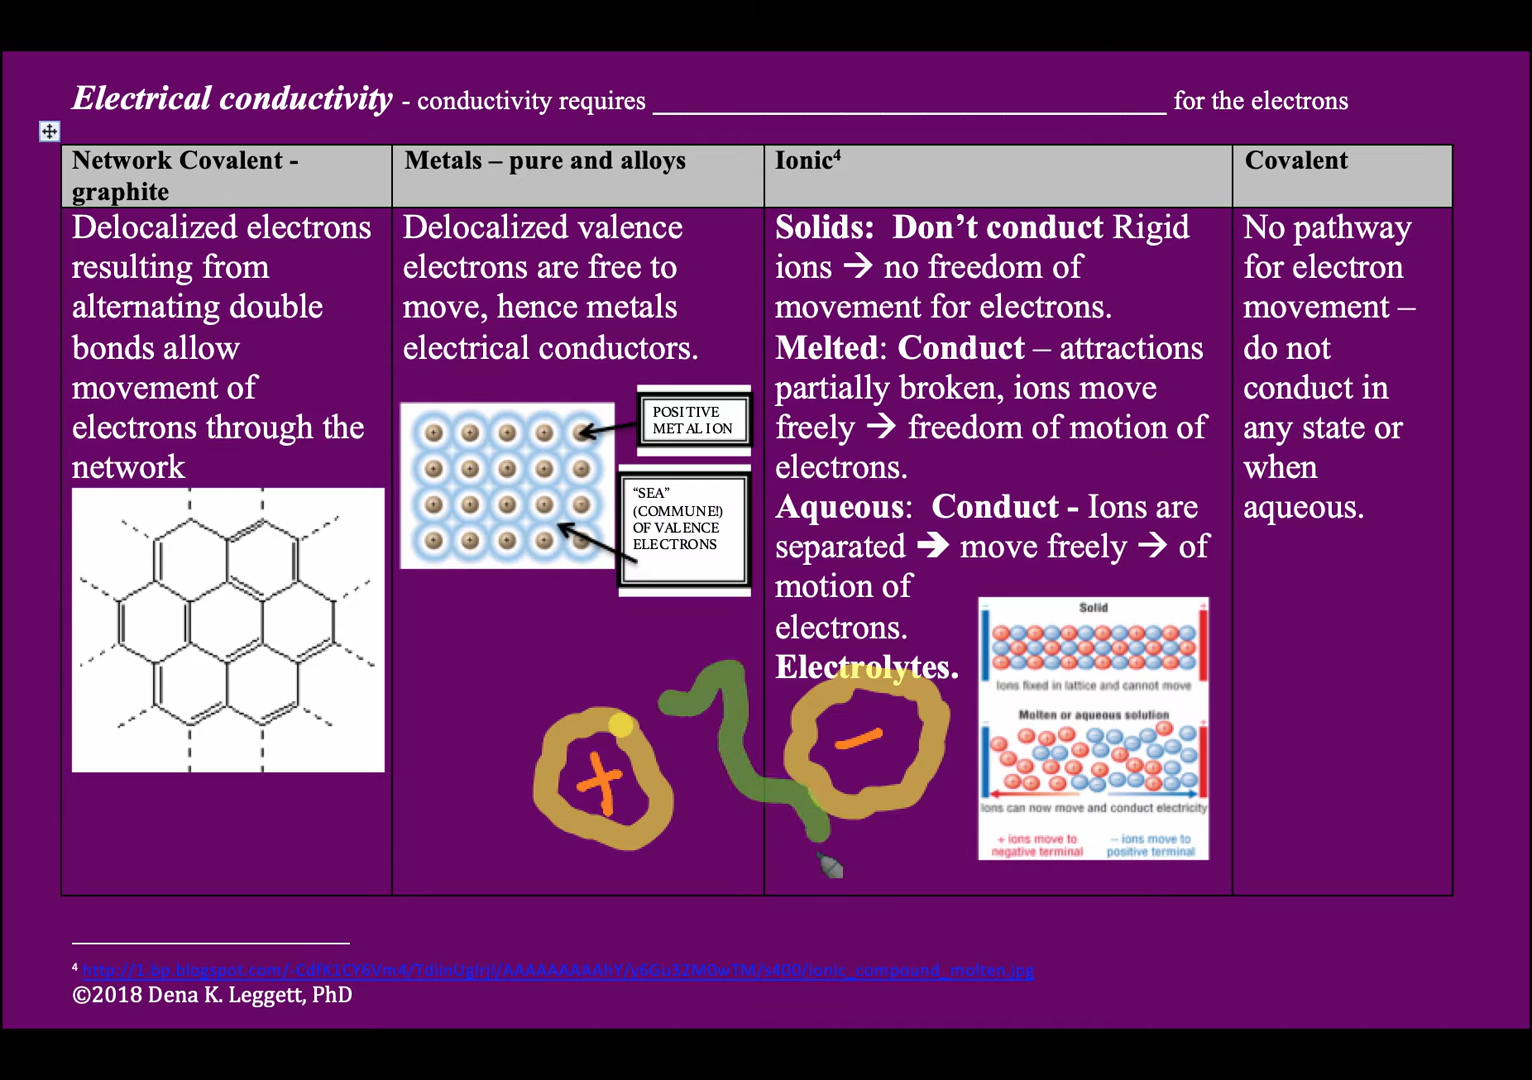 Electrical conductivity - conductivity requires ________________________________________ for the electrons
Network Covalent -
graphite
Delocalized electrons
resulting from
alternating double
bonds allow
movement of
electrons through the
network
Metals – pure and alloys
Delocalized valence
electrons are free to
move, hence metals
electrical conductors.
POSITIVE
METAL ION
“SEA”
(COMMUNE!)
OF VALENCE
ELECTRONS
+
Ionic4
Solids: Don’t conduct Rigid
ions → no freedom of
movement for electrons.
Melted: Conduct – attractions
partially broken, ions move
freely → freedom of motion of
electrons.
Aqueous: Conduct - Ions are
separated → move freely → of
motion of
electrons.
Electrolytes.
−
Solid
Ions fixed in lattice and cannot move
Molten or aqueous solution
Ions can now move and conduct electricity
+ ions move to
negative terminal
− ions move to
positive terminal
Covalent
No pathway
for electron
movement –
do not
conduct in
any state or
when
aqueous.
©2018 Dena K. Leggett, PhD